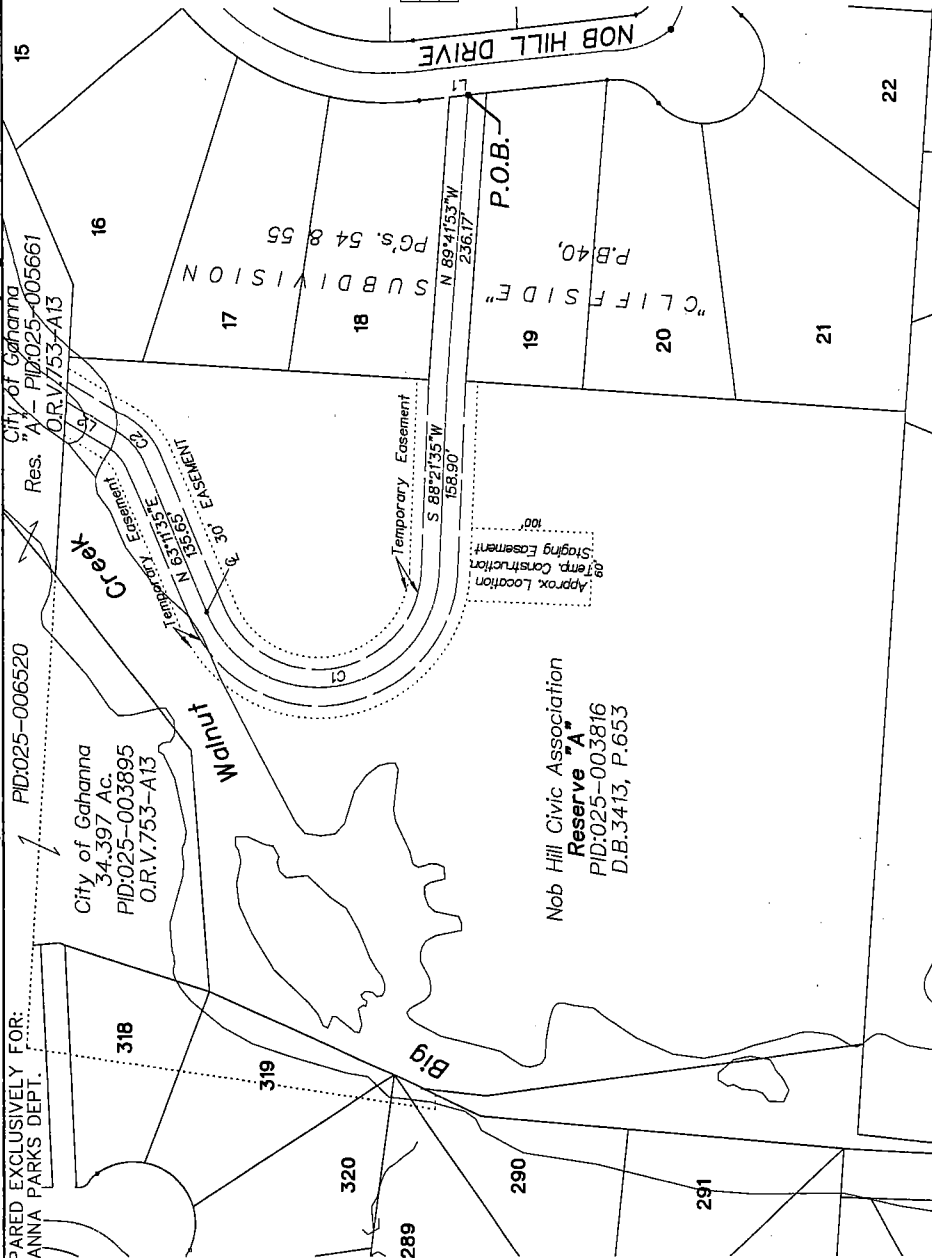 PARED EXCLUSIVELY FOR:
ANNA PARKS DEPT.
PID:025-006520
City of Gahanna
Res. "A"- PID:025-005661
O.R.V.753-A13
15
16
17
18
19
20
21
22
NOB HILL DRIVE
L1
P.O.B.
"CLIFFSIDE"
SUBDIVISION
P.B.40,
PG's. 54 & 55
N 89°41'53"W
236.17'
S 88°21'35"W
158.90'
Temporary Easement
Approx. Location
Temp. Construction
Staging Easement
60'
100'
C1
C2
℄ 30' EASEMENT
N 63°11'35"E
135.65'
Temporary Easement
Big
Walnut
Creek
City of Gahanna
34.397 Ac.
PID:025-003895
O.R.V.753-A13
Nob Hill Civic Association
Reserve "A"
PID:025-003816
D.B.3413, P.653
318
319
320
289
290
291